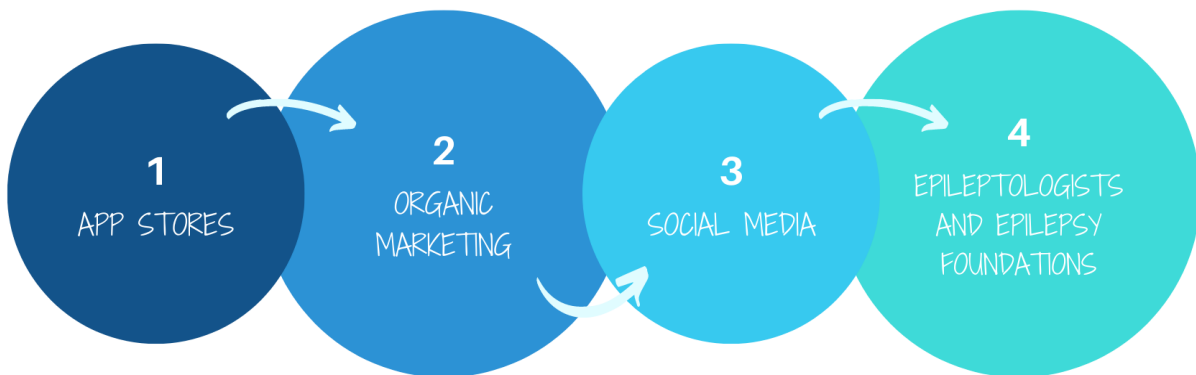 1
APP STORES
2
ORGANIC
MARKETING
3
SOCIAL MEDIA
4
EPILEPTOLOGISTS
AND EPILEPSY
FOUNDATIONS